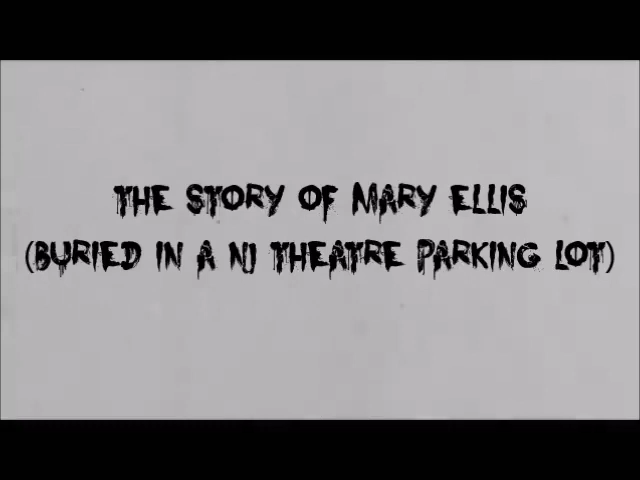 THE STORY OF MARY ELLIS
(BURIED IN A NJ THEATRE PARKING LOT)